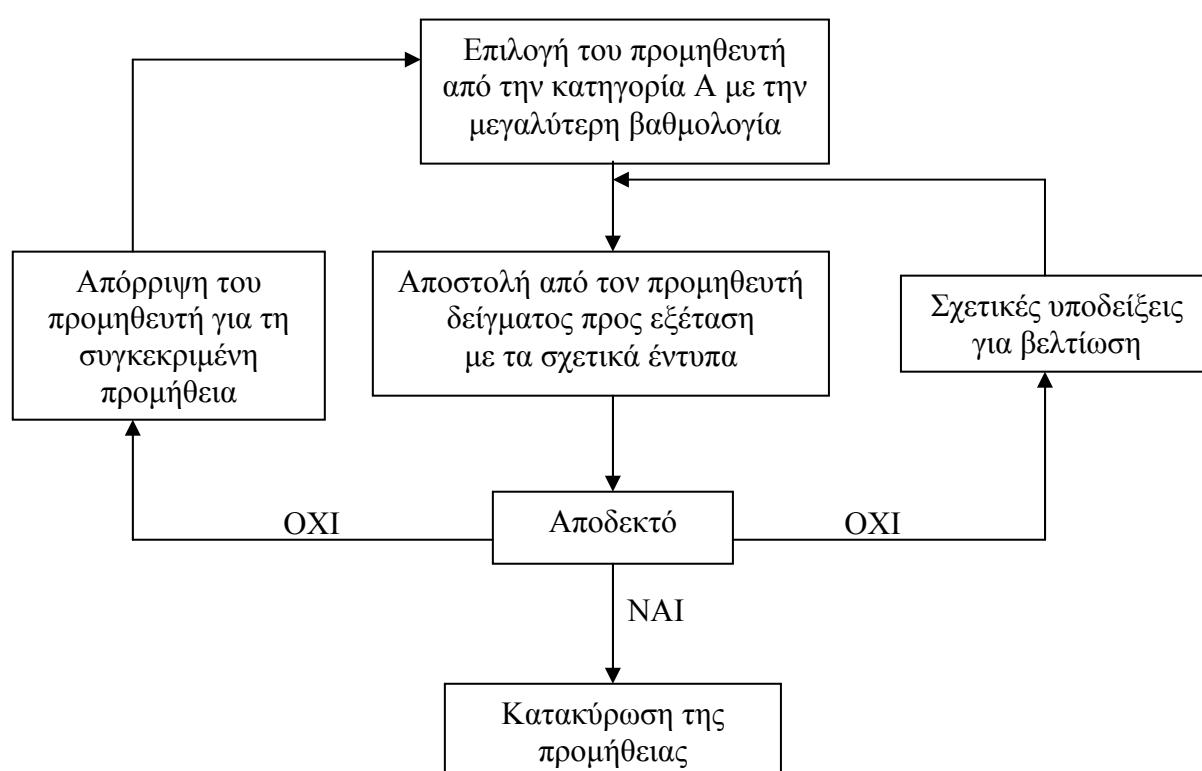 Επιλογή του προμηθευτή
από την κατηγορία Α με την
μεγαλύτερη βαθμολογία
Απόρριψη του
προμηθευτή για τη
συγκεκριμένη
προμήθεια
Αποστολή από τον προμηθευτή
δείγματος προς εξέταση
με τα σχετικά έντυπα
Σχετικές υποδείξεις
για βελτίωση
ΟΧΙ
Αποδεκτό
ΟΧΙ
ΝΑΙ
Κατακύρωση της
προμήθειας